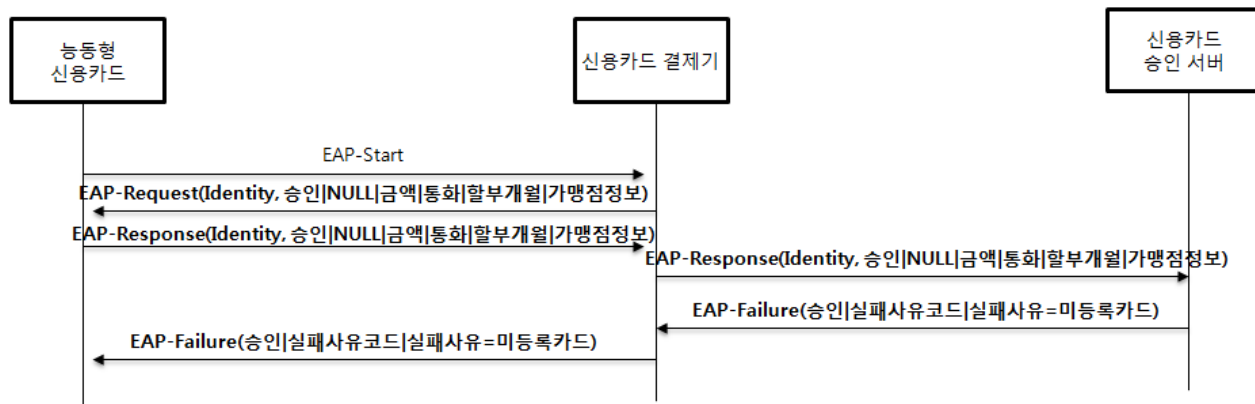 능동형
신용카드
신용카드 결제기
신용카드
승인 서버
EAP-Start
EAP-Request(Identity, 승인|NULL|금액|통화|할부개월|가맹점정보)
EAP-Response(Identity, 승인|NULL|금액|통화|할부개월|가맹점정보)
EAP-Response(Identity, 승인|NULL|금액|통화|할부개월|가맹점정보)
EAP-Failure(승인|실패사유코드|실패사유=미등록카드)
EAP-Failure(승인|실패사유코드|실패사유=미등록카드)